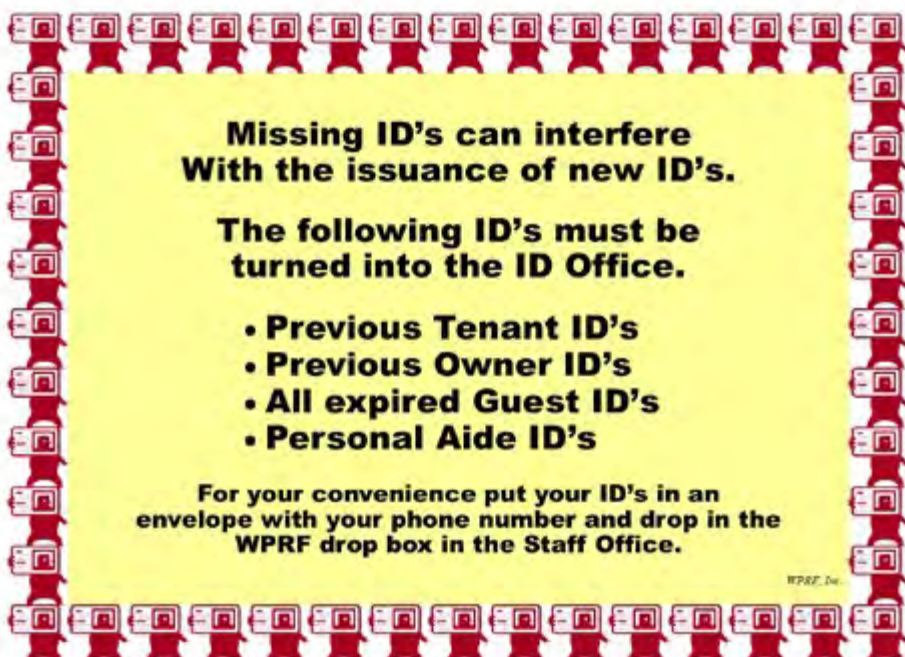 Missing ID's can interfere
With the issuance of new ID's.
The following ID's must be
turned into the ID Office.
• Previous Tenant ID's
• Previous Owner ID's
• All expired Guest ID's
• Personal Aide ID's
For your convenience put your ID's in an
envelope with your phone number and drop in the
WPRF drop box in the Staff Office.
WPRF, Inc.